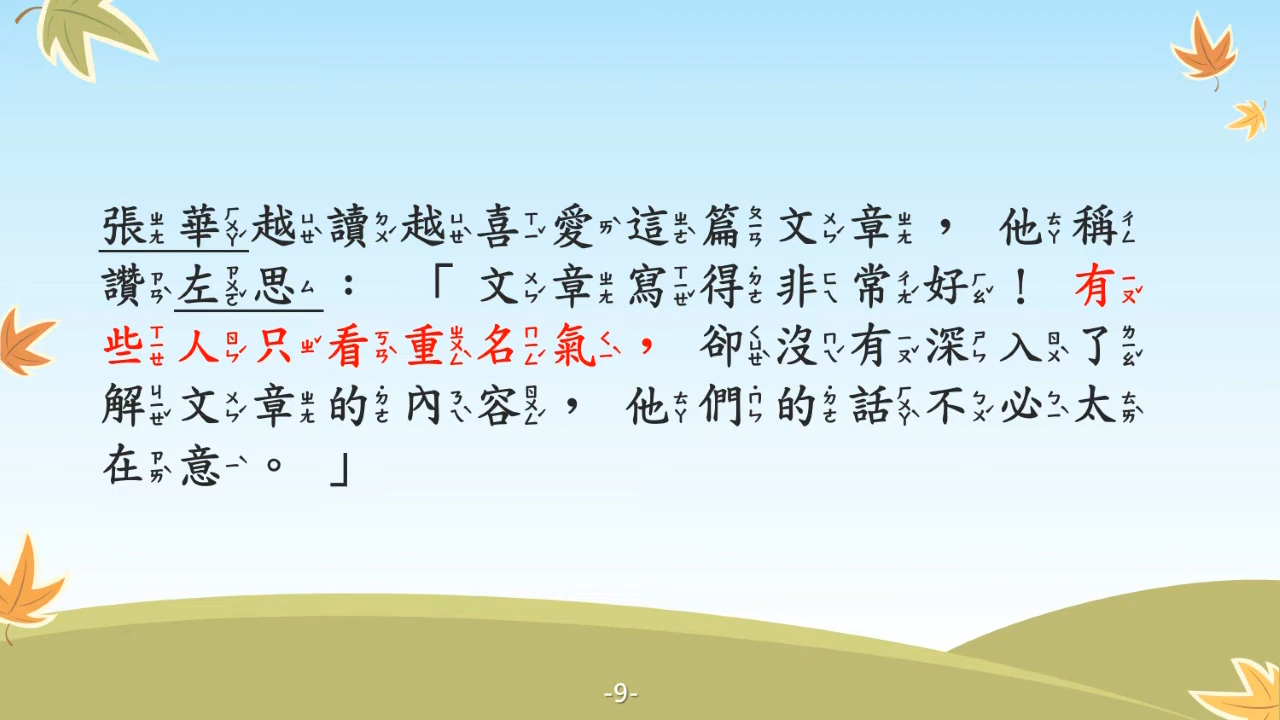 張華越讀越喜愛這篇文章，他稱
讚左思：「文章寫得非常好！有
些人只看重名氣，卻沒有深入了
解文章的內容，他們的話不必太
在意。」
-9-